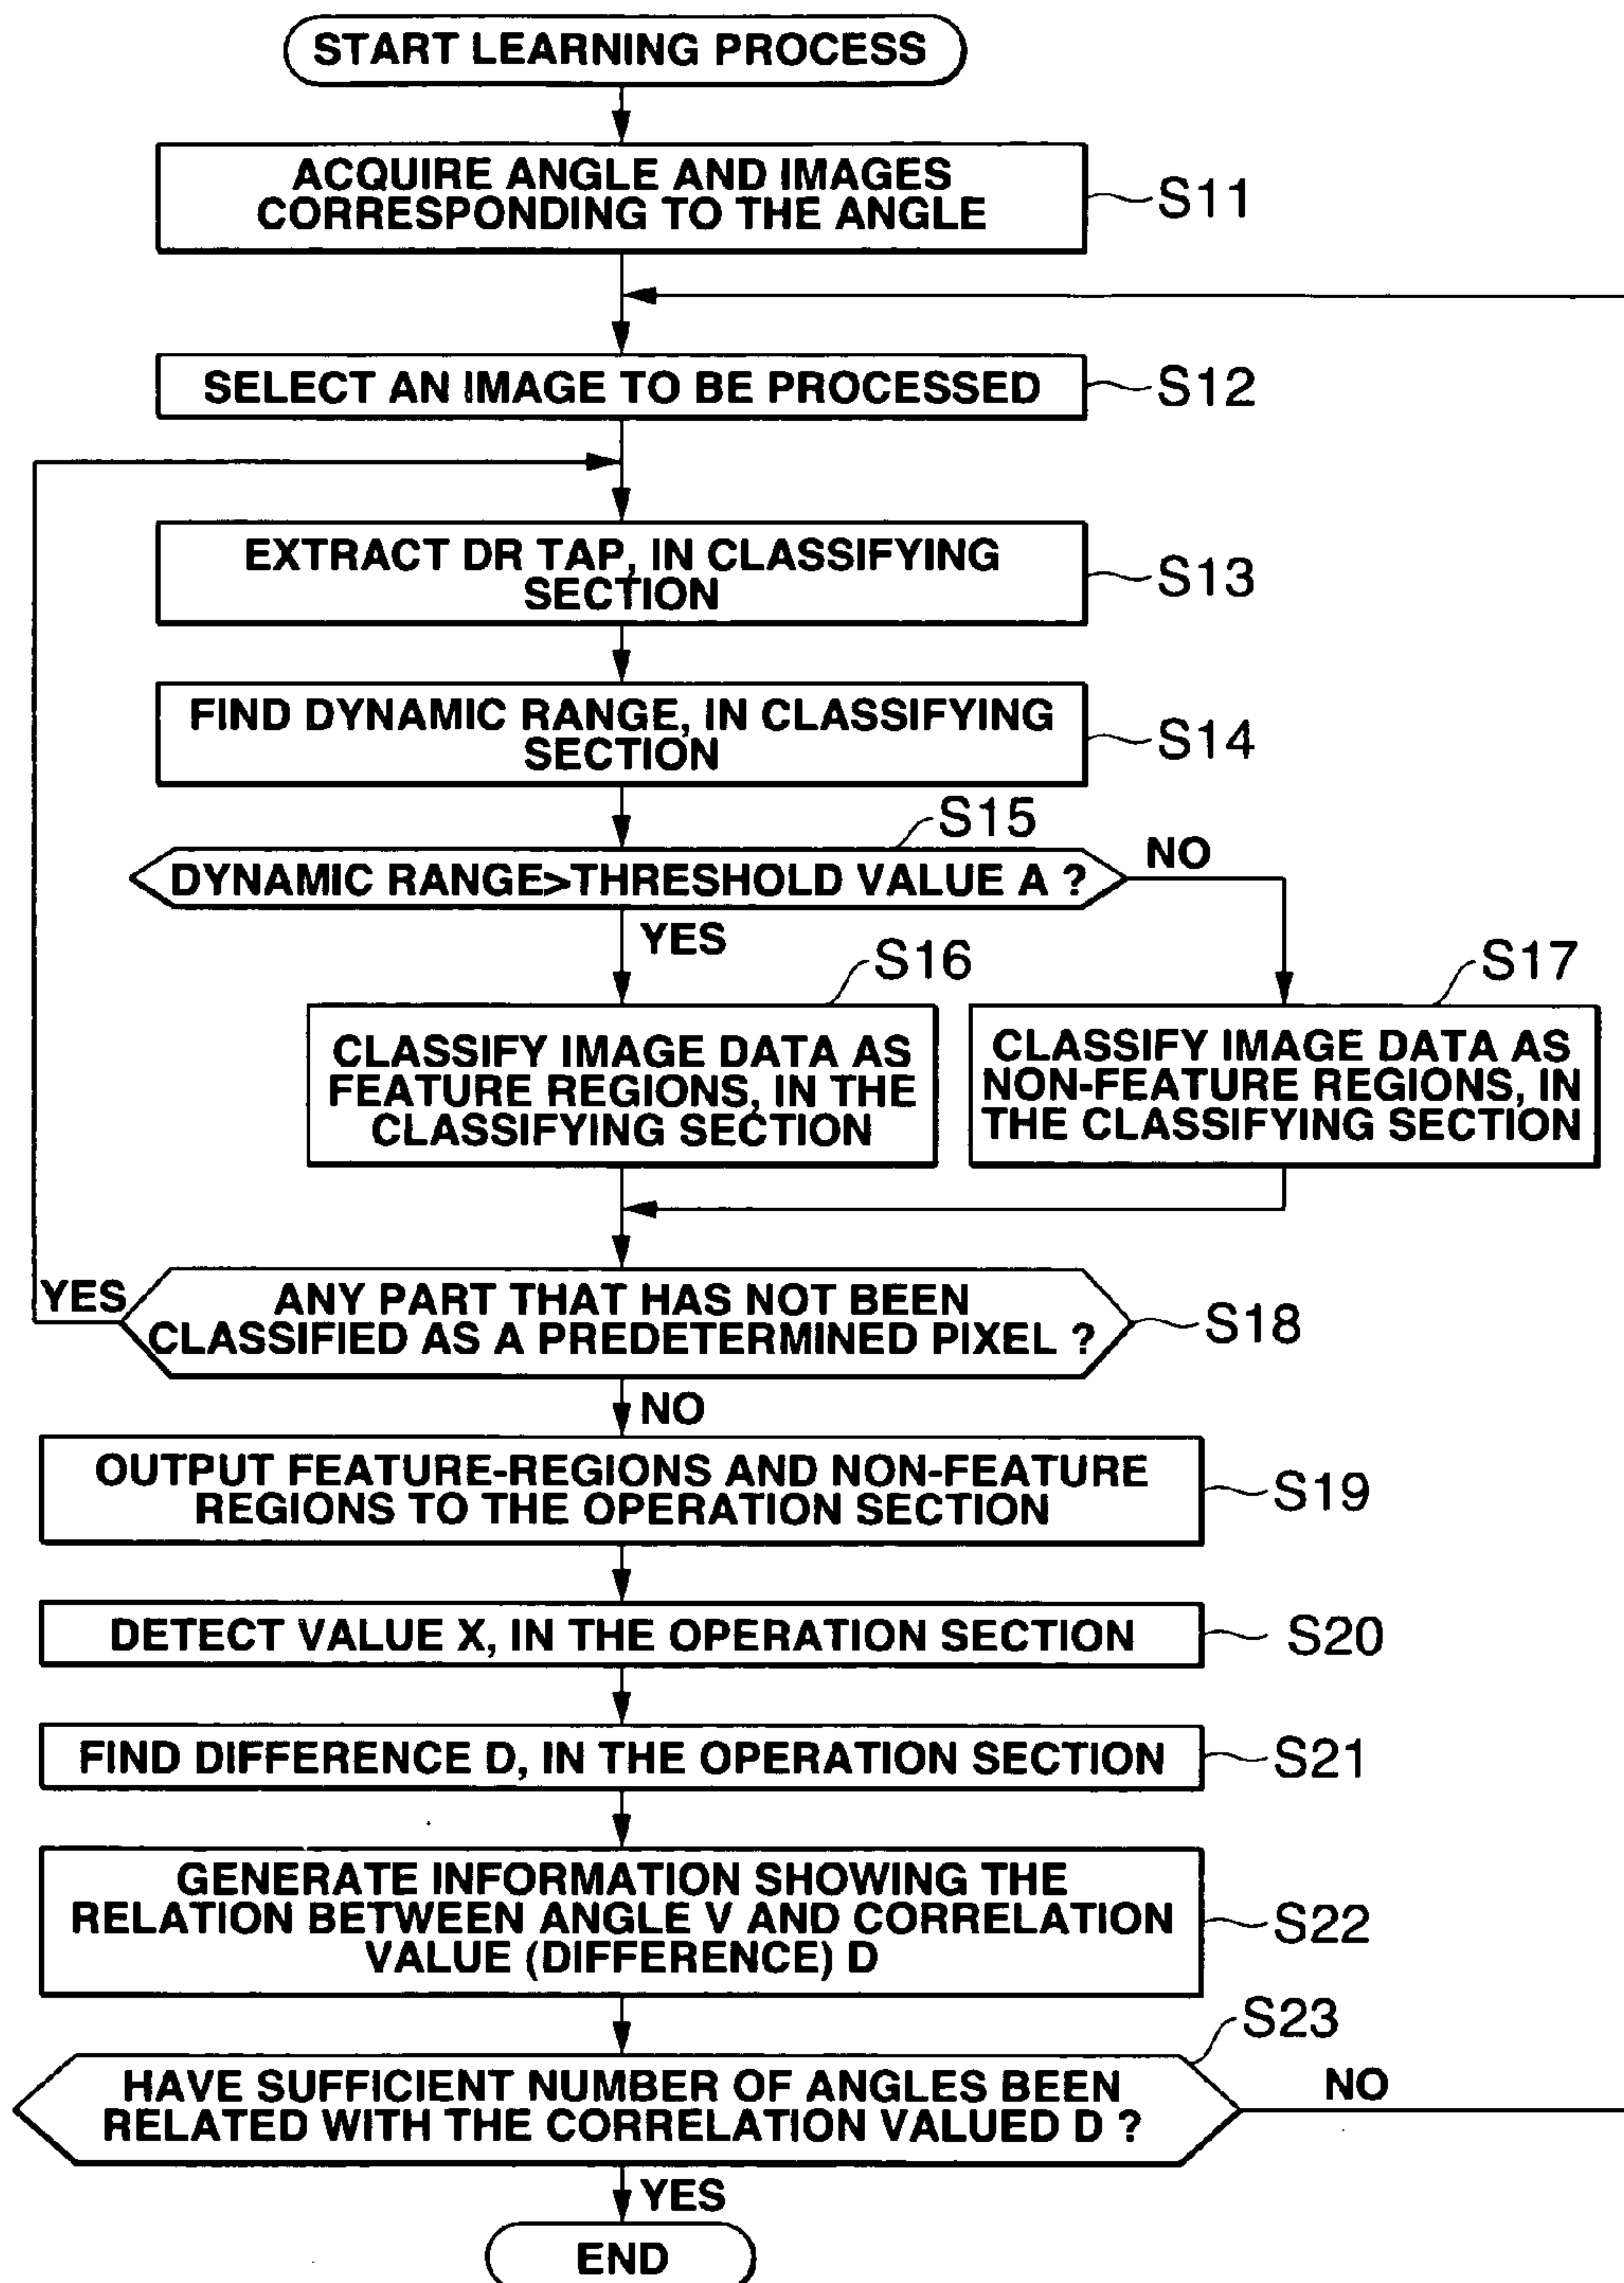 START LEARNING PROCESS
ACQUIRE ANGLE AND IMAGES
CORRESPONDING TO THE ANGLE
S11
SELECT AN IMAGE TO BE PROCESSED
S12
EXTRACT DR TAP, IN CLASSIFYING
SECTION
S13
FIND DYNAMIC RANGE, IN CLASSIFYING
SECTION
S14
S15
DYNAMIC RANGE>THRESHOLD VALUE A ?
NO
YES
S16
S17
CLASSIFY IMAGE DATA AS
FEATURE REGIONS, IN THE
CLASSIFYING SECTION
CLASSIFY IMAGE DATA AS
NON-FEATURE REGIONS, IN
THE CLASSIFYING SECTION
YES
ANY PART THAT HAS NOT BEEN
CLASSIFIED AS A PREDETERMINED PIXEL ?
S18
NO
OUTPUT FEATURE-REGIONS AND NON-FEATURE
REGIONS TO THE OPERATION SECTION
S19
DETECT VALUE X, IN THE OPERATION SECTION
S20
FIND DIFFERENCE D, IN THE OPERATION SECTION
S21
GENERATE INFORMATION SHOWING THE
RELATION BETWEEN ANGLE V AND CORRELATION
VALUE (DIFFERENCE) D
S22
S23
HAVE SUFFICIENT NUMBER OF ANGLES BEEN
RELATED WITH THE CORRELATION VALUED D ?
NO
YES
END